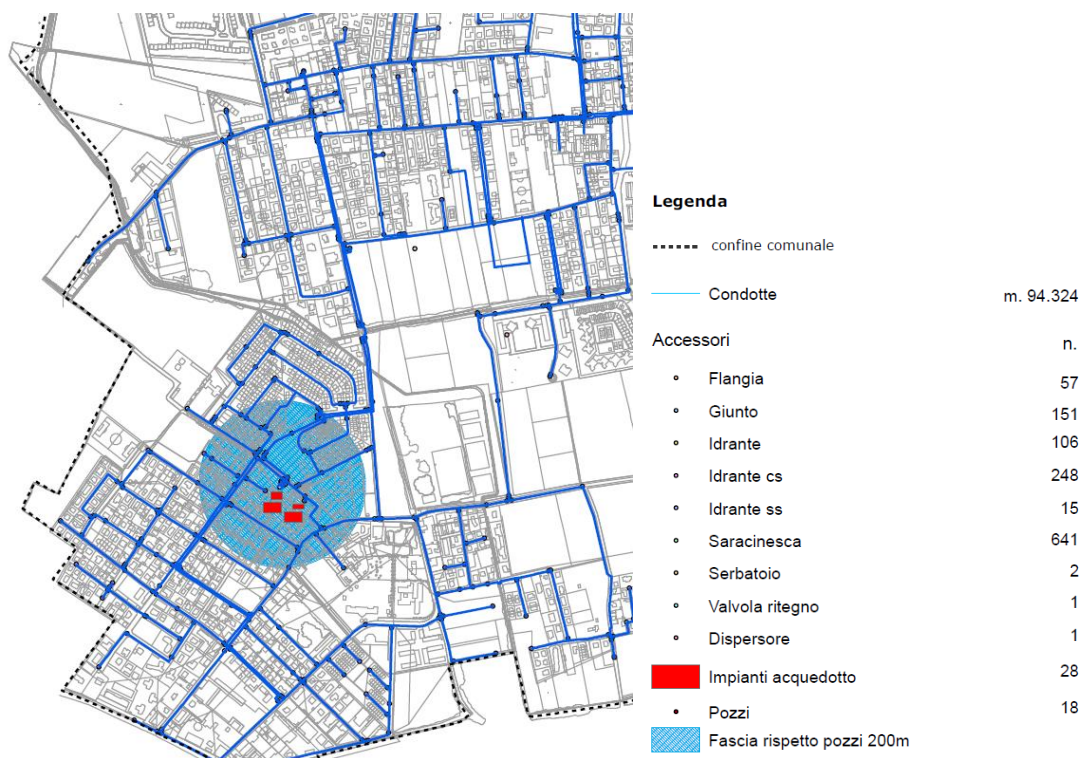 Legenda
confine comunale
Condotte m. 94.324
Accessori n.
Flangia 57
Giunto 151
Idrante 106
Idrante cs 248
Idrante ss 15
Saracinesca 641
Serbatoio 2
Valvola ritegno 1
Dispersore 1
Impianti acquedotto 28
Pozzi 18
Fascia rispetto pozzi 200m